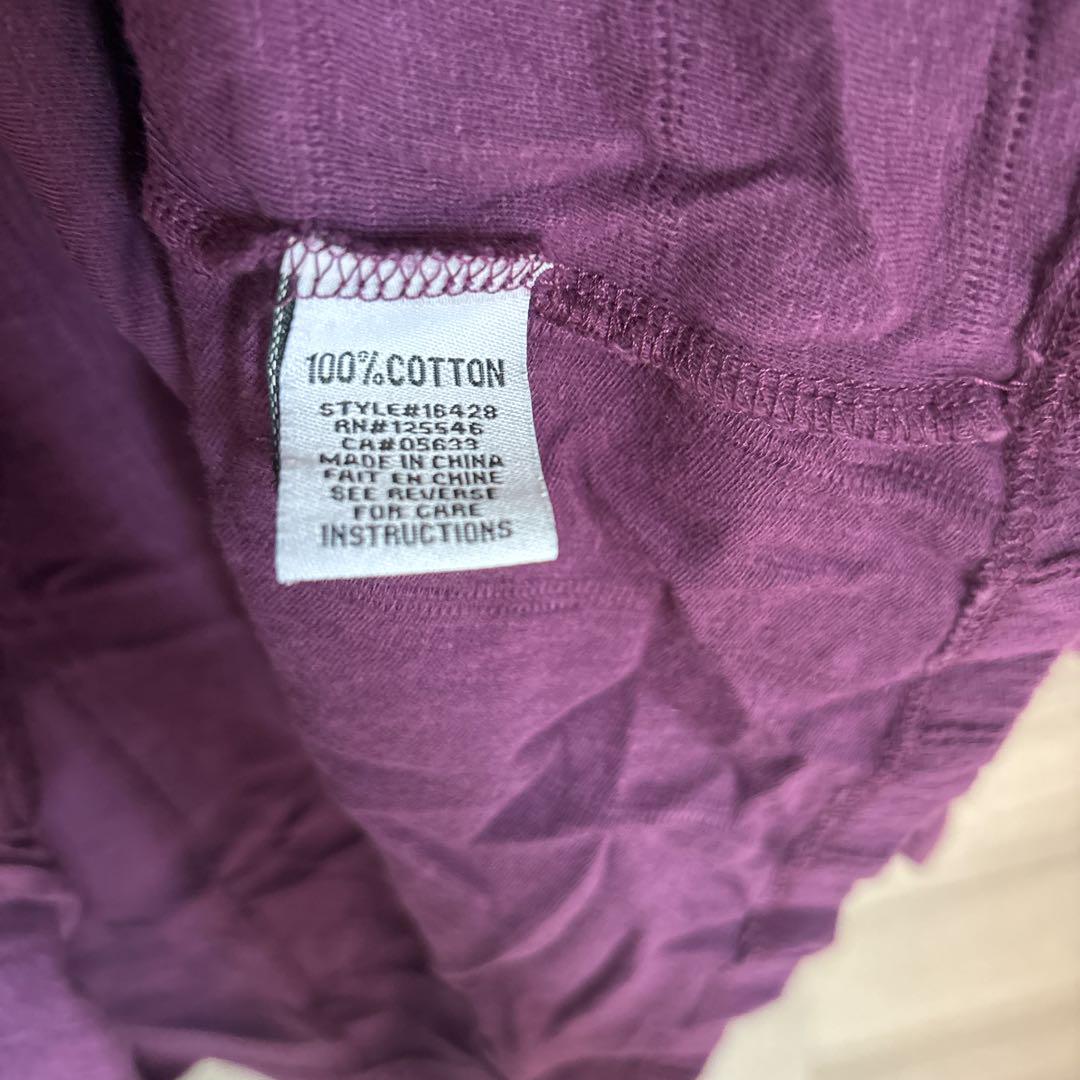 100%COTTON
STYLE#16428
RN#125546
CA#05633
MADE IN CHINA
FAIT EN CHINE
SEE REVERSE
FOR CARE
INSTRUCTIONS